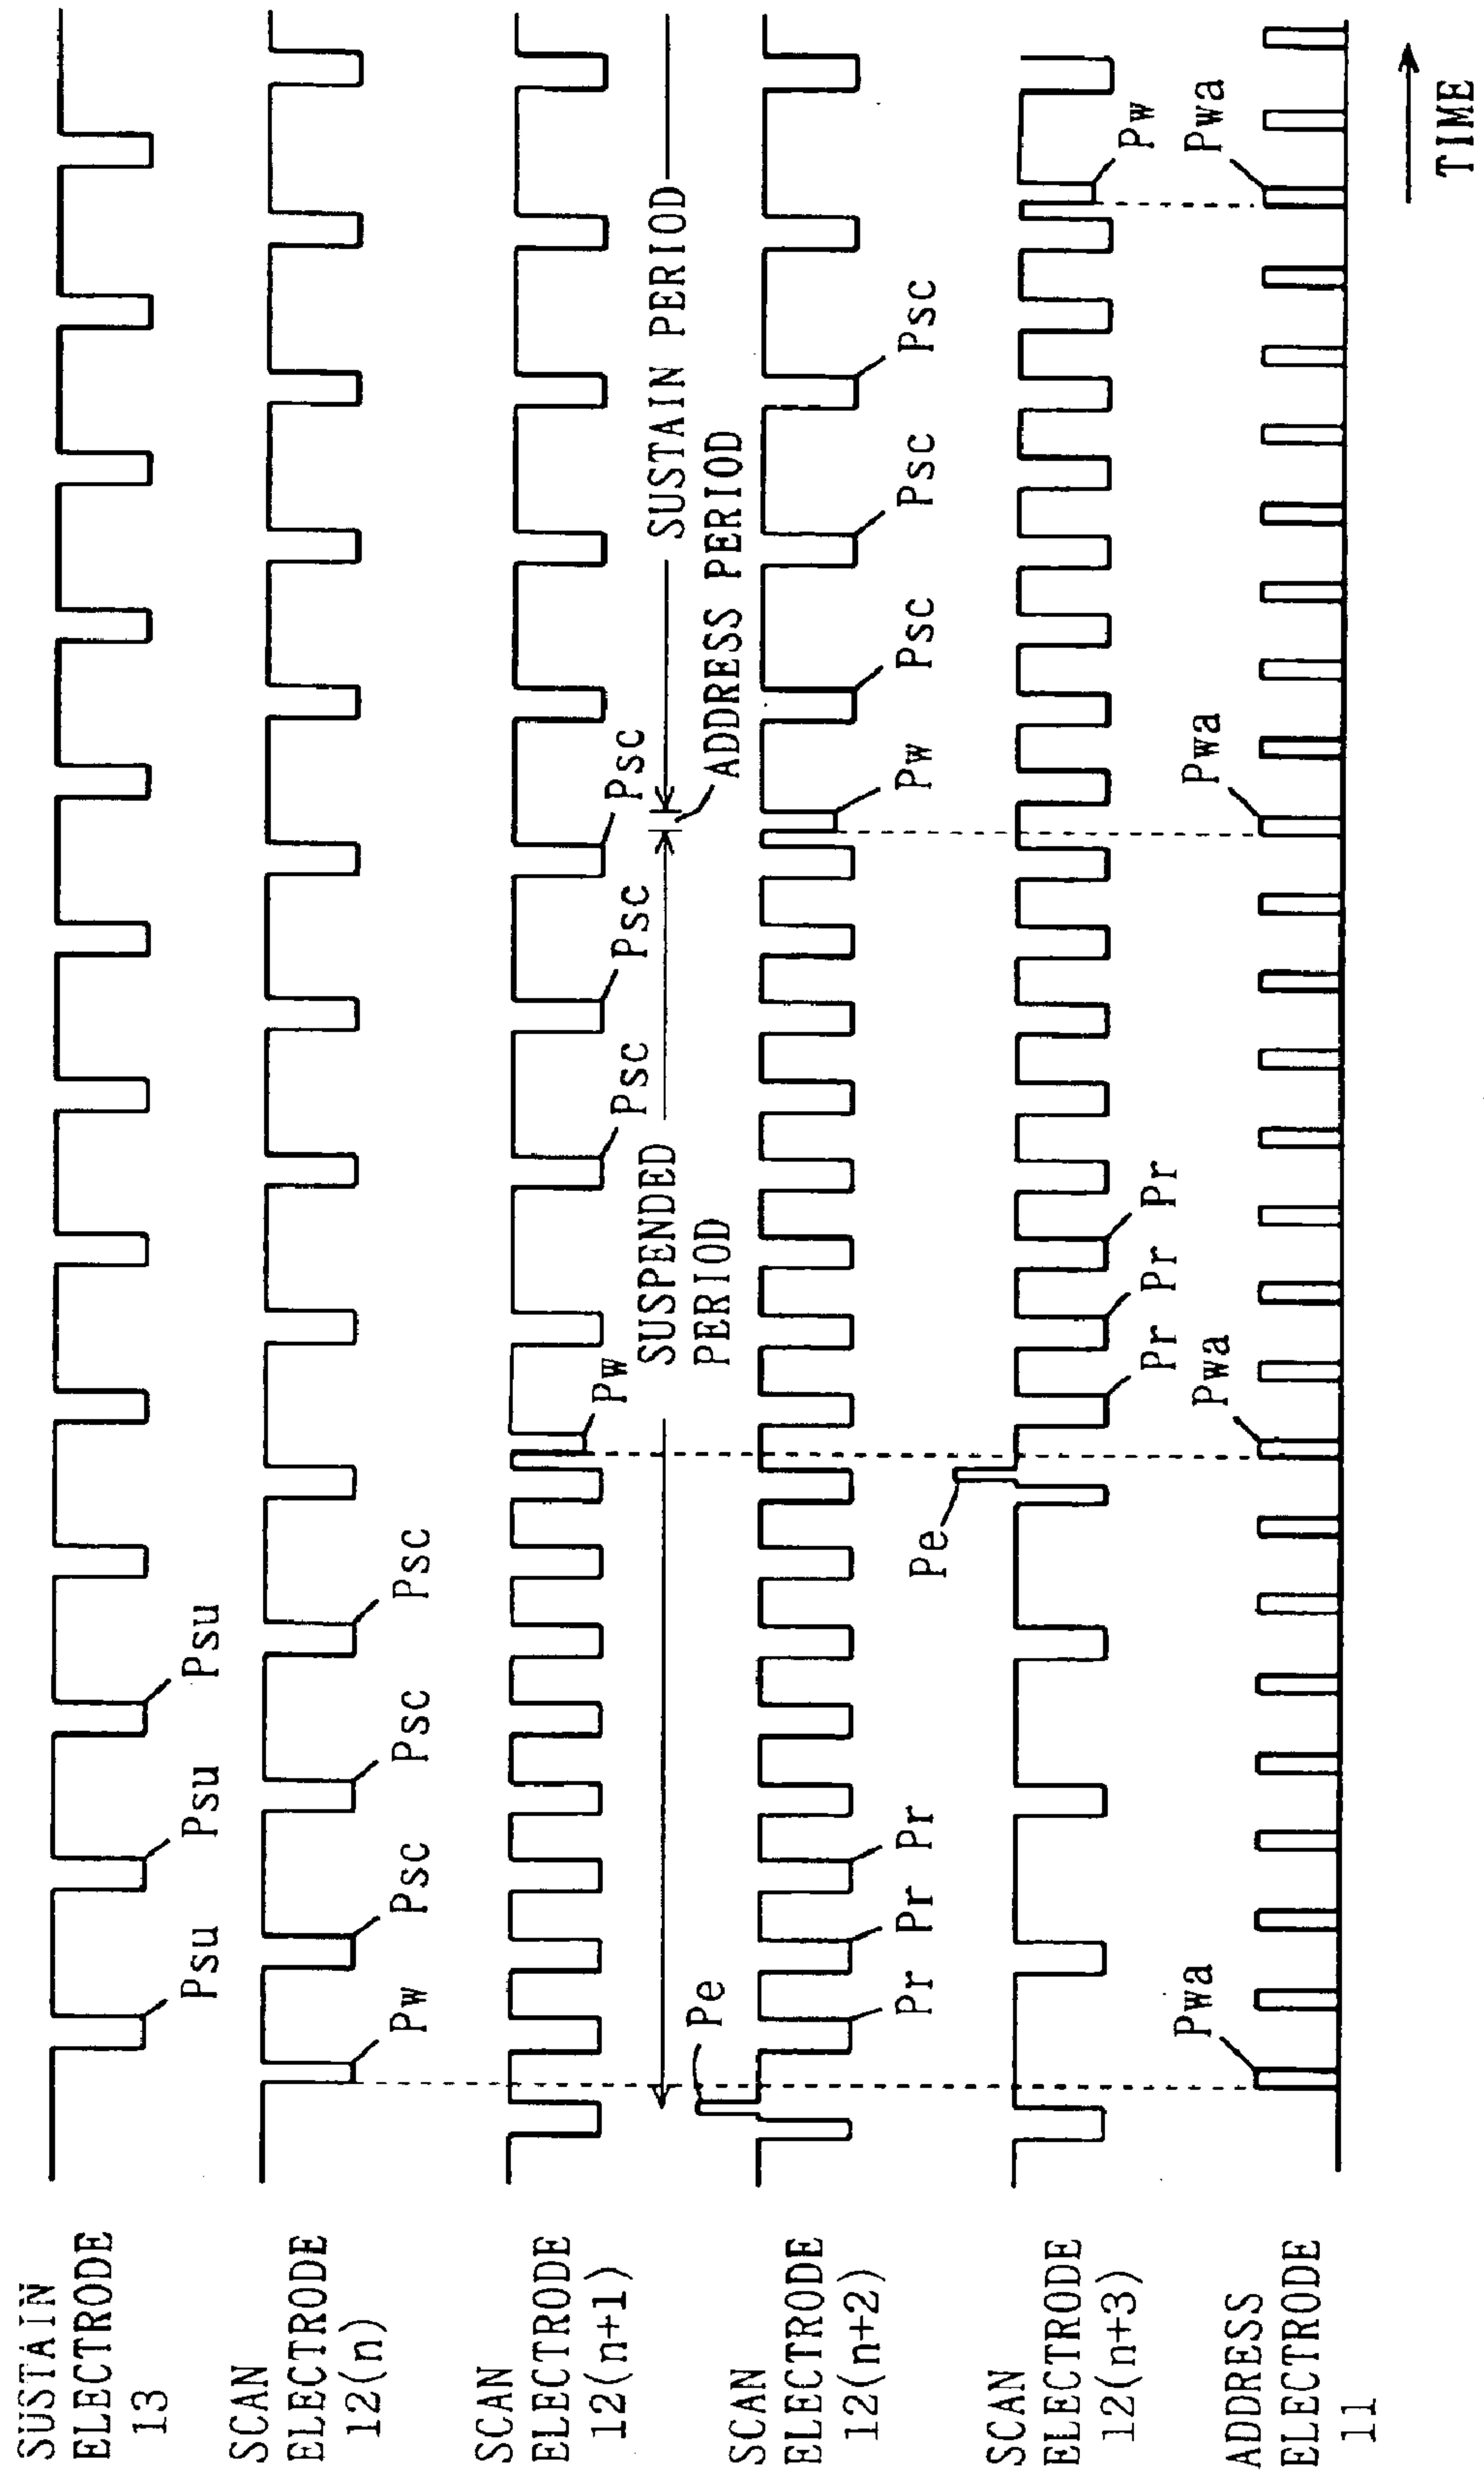 SUSTAIN
ELECTRODE
13
Psu
Psu
Psu
SCAN
ELECTRODE
12(n)
Pw
Psc
Psc
Psc
SCAN
ELECTRODE
12(n+1)
Pw
Psc
Psc
Psc
SUSPENDED
PERIOD
SUSTAIN PERIOD
ADDRESS PERIOD
SCAN
ELECTRODE
12(n+2)
Pe
Pr
Pr
Pr
Pw
Psc
Psc
Psc
SCAN
ELECTRODE
12(n+3)
Pe
Pr
Pr
Pr
Pw
ADDRESS
ELECTRODE
11
Pwa
Pwa
Pwa
Pwa
TIME